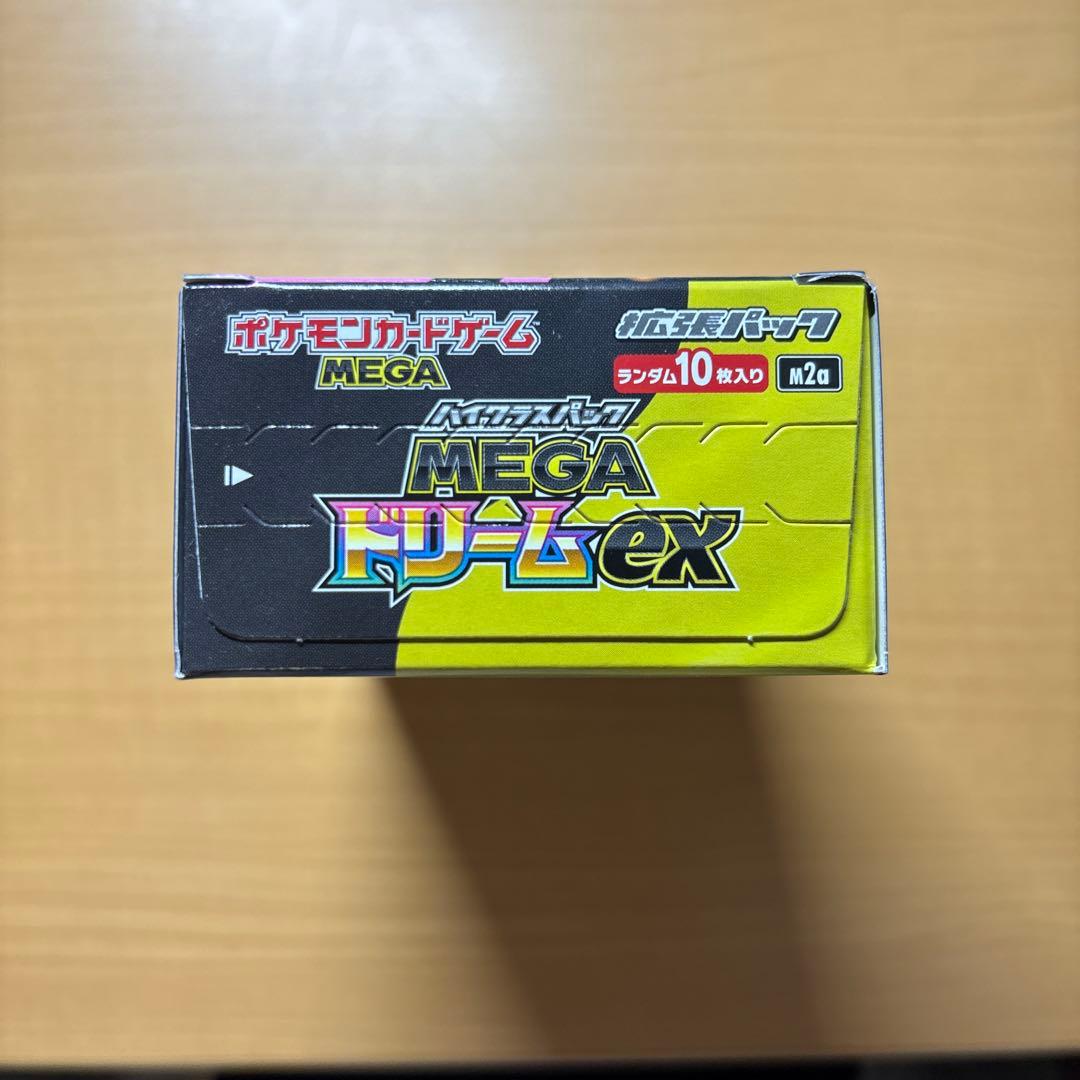 ポケモンカードゲーム™
MEGA
拡張パック
ランダム10枚入り M2a
ハイクラスパック
MEGA
ドリームex